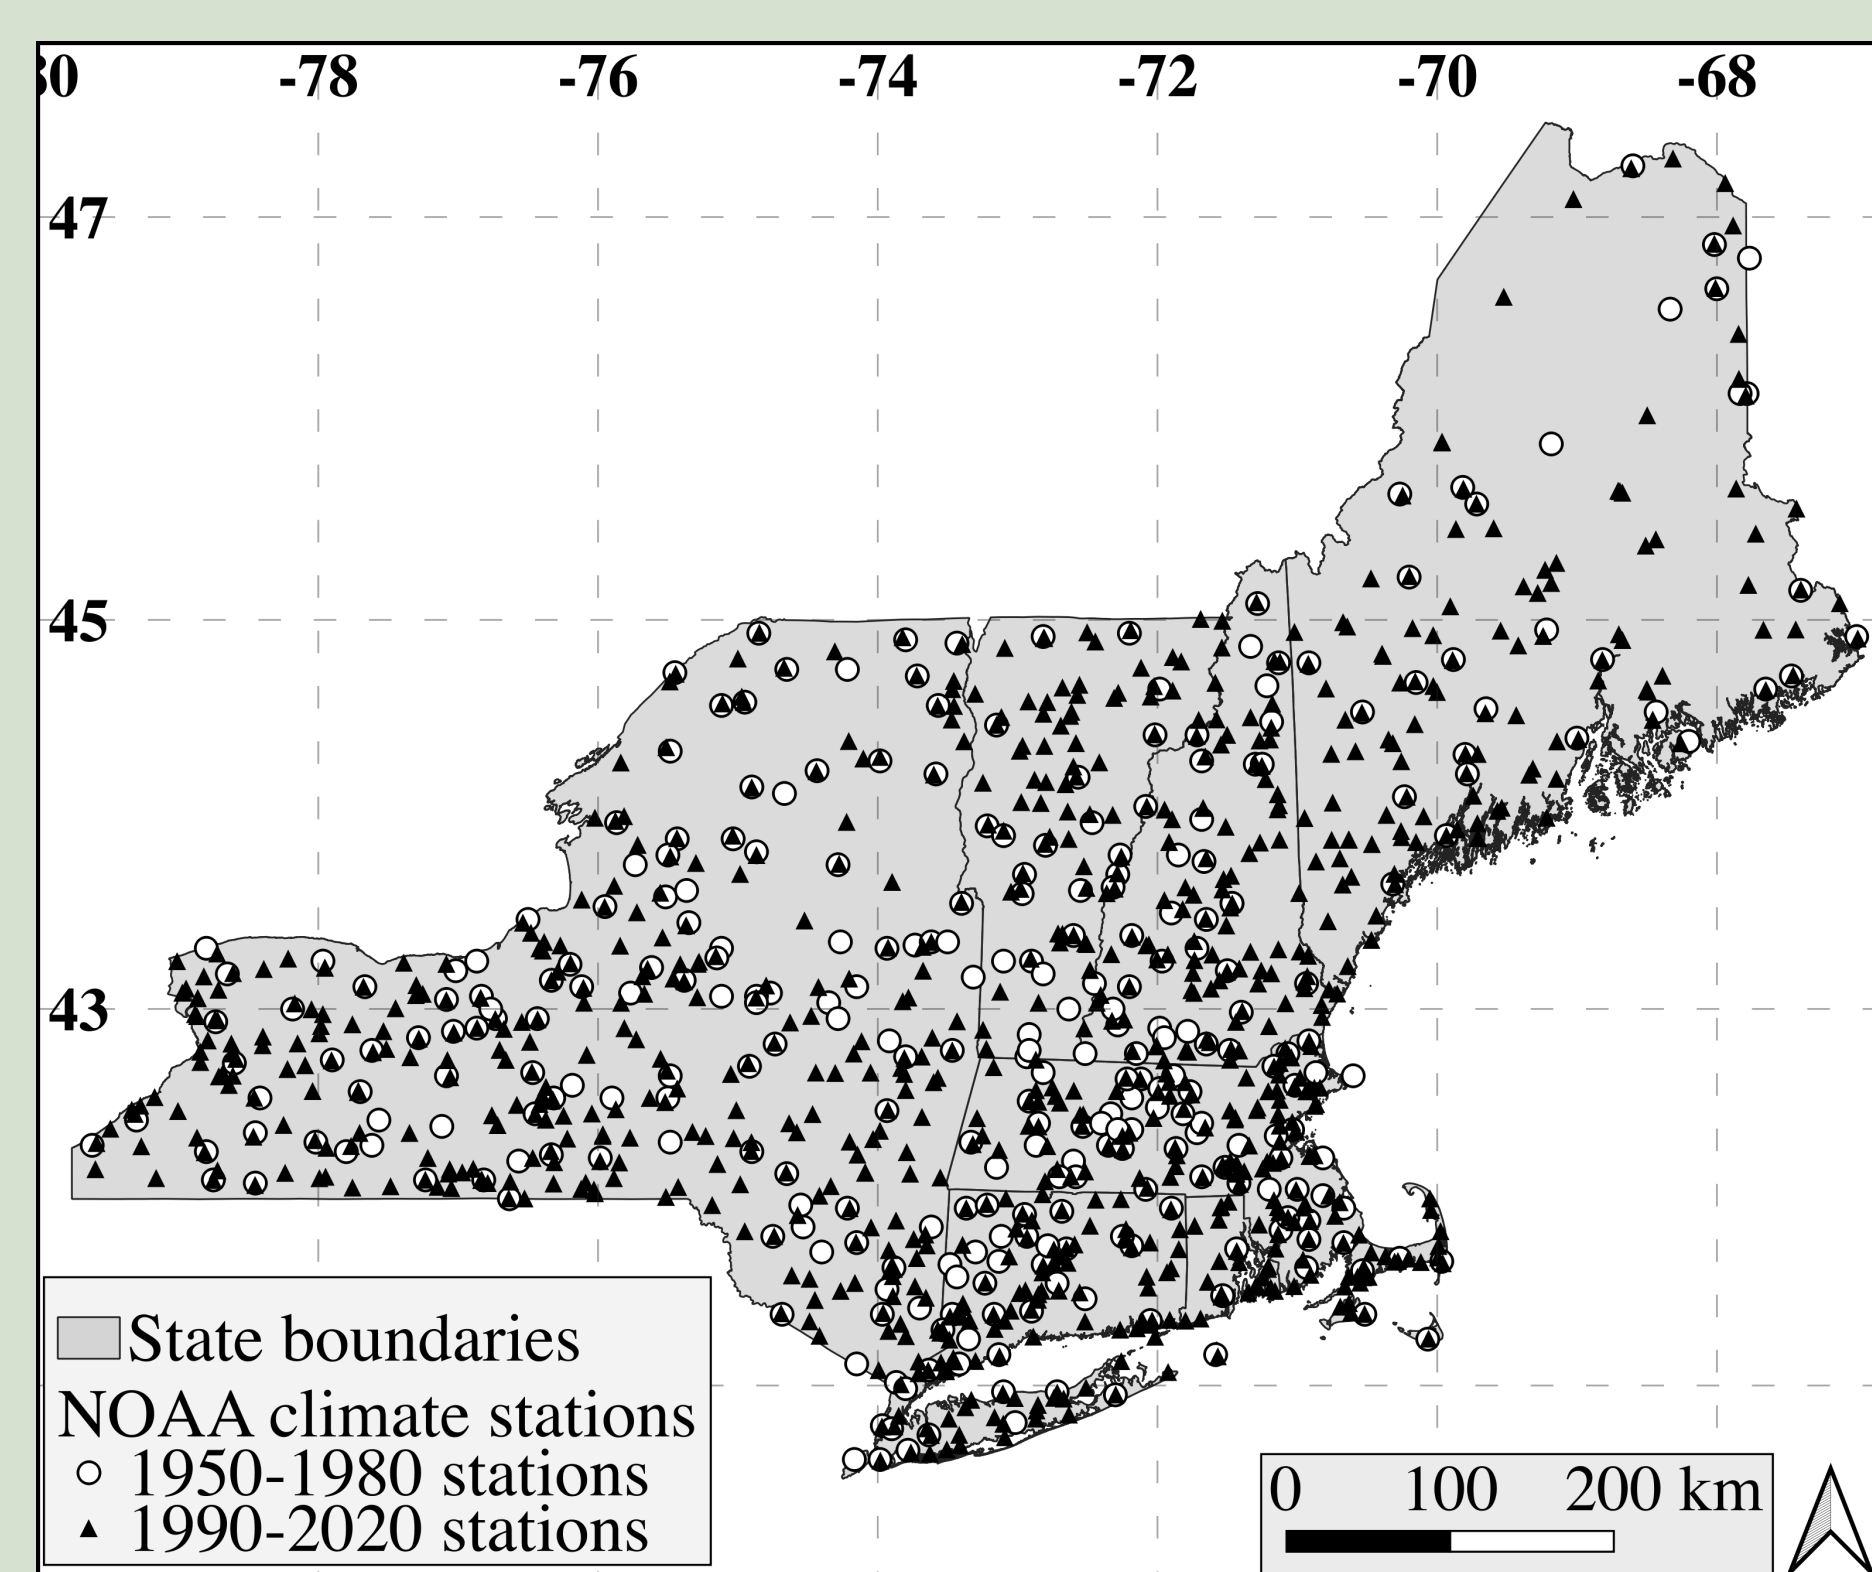 80 -78 -76 -74 -72 -70 -68
47
45
43
State boundaries
NOAA climate stations
1950-1980 stations
1990-2020 stations
0 100 200 km